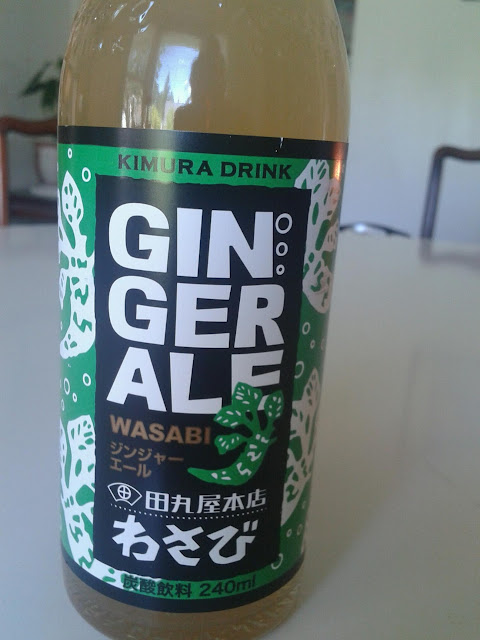 KIMURA DRINK
GIN
GER
ALE
WASABI
ジンジャー
エール
田丸屋本店
わさび
炭酸飲料 240ml